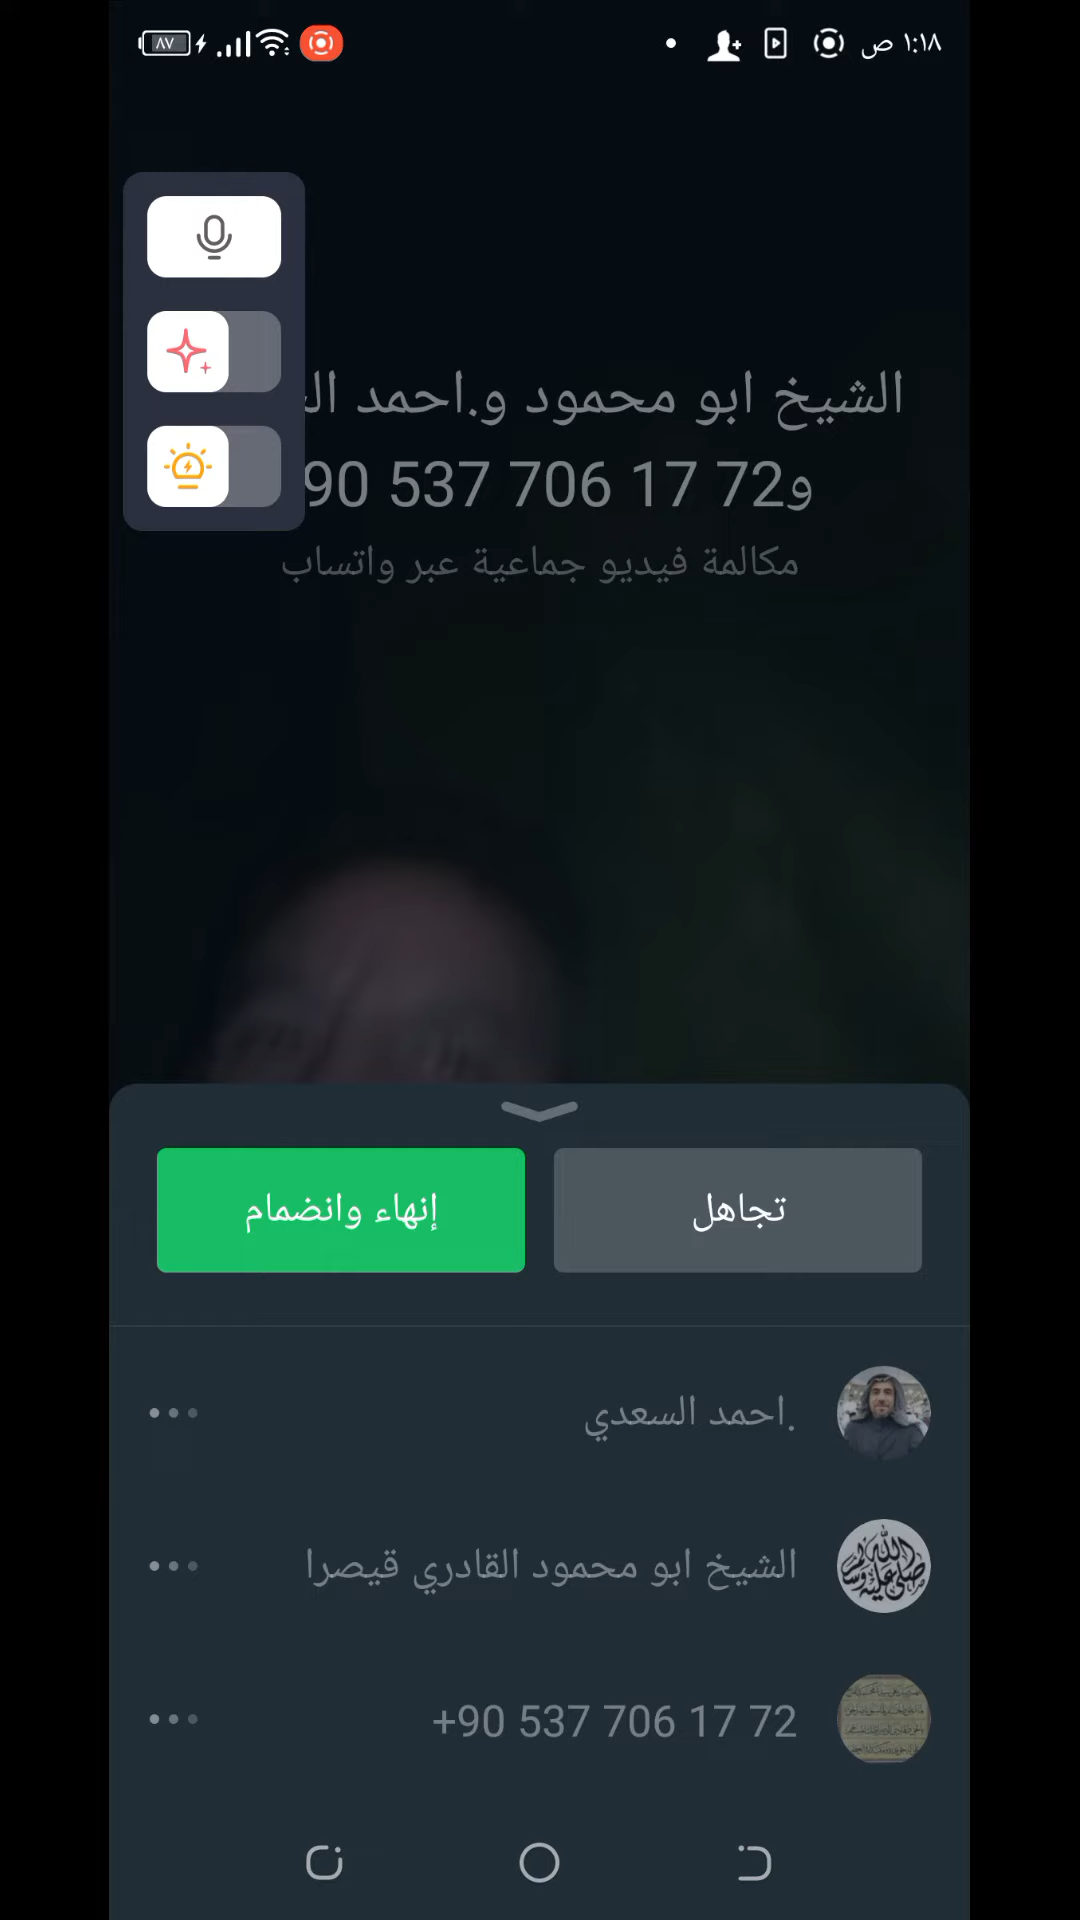 ١:١٨ ص
٨٧
الشيخ ابو محمود و.احمد
و90 537 706 17 72
مكالمة فيديو جماعية عبر واتساب
تجاهل
إنهاء وانضمام
.احمد السعدي
الشيخ ابو محمود القادري قيصرا
+90 537 706 17 72